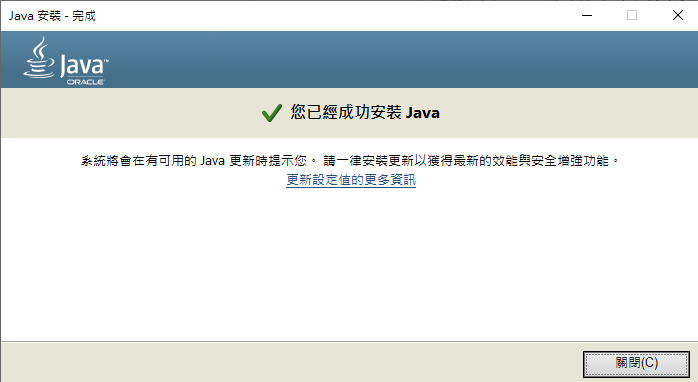 Java 安裝 - 完成
Java™
ORACLE
您已經成功安裝 Java
系統將會在有可用的 Java 更新時提示您。 請一律安裝更新以獲得最新的效能與安全增強功能。
更新設定值的更多資訊
關閉(C)